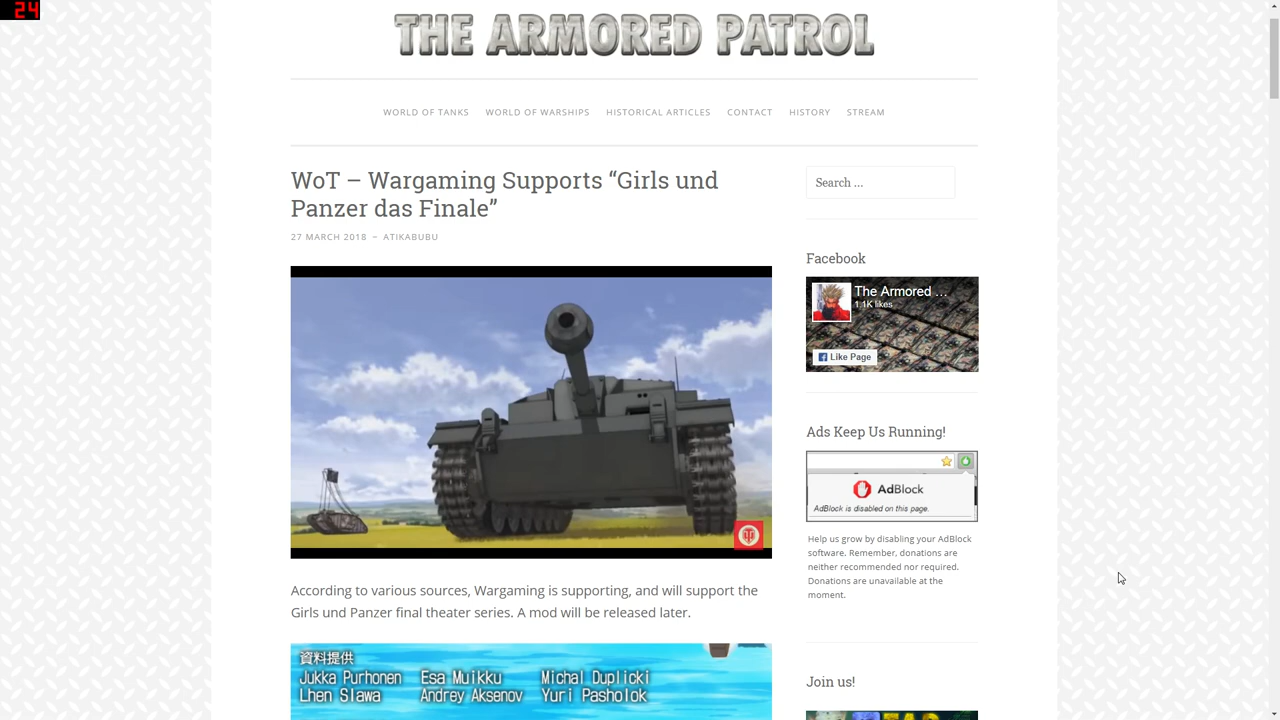 24
THE ARMORED PATROL
WORLD OF TANKS WORLD OF WARSHIPS HISTORICAL ARTICLES CONTACT HISTORY STREAM
WoT – Wargaming Supports “Girls und
Panzer das Finale”
27 MARCH 2018 – ATIKABUBU
According to various sources, Wargaming is supporting, and will support the
Girls und Panzer final theater series. A mod will be released later.
資料提供
Jukka Purhonen Esa Muikku Michal Duplicki
Lhen Slawa Andrey Aksenov Yuri Pasholok
Search …
Facebook
The Armored ...
1.1K likes
Like Page
Ads Keep Us Running!
AdBlock
AdBlock is disabled on this page.
Help us grow by disabling your AdBlock
software. Remember, donations are
neither recommended nor required.
Donations are unavailable at the
moment.
Join us!